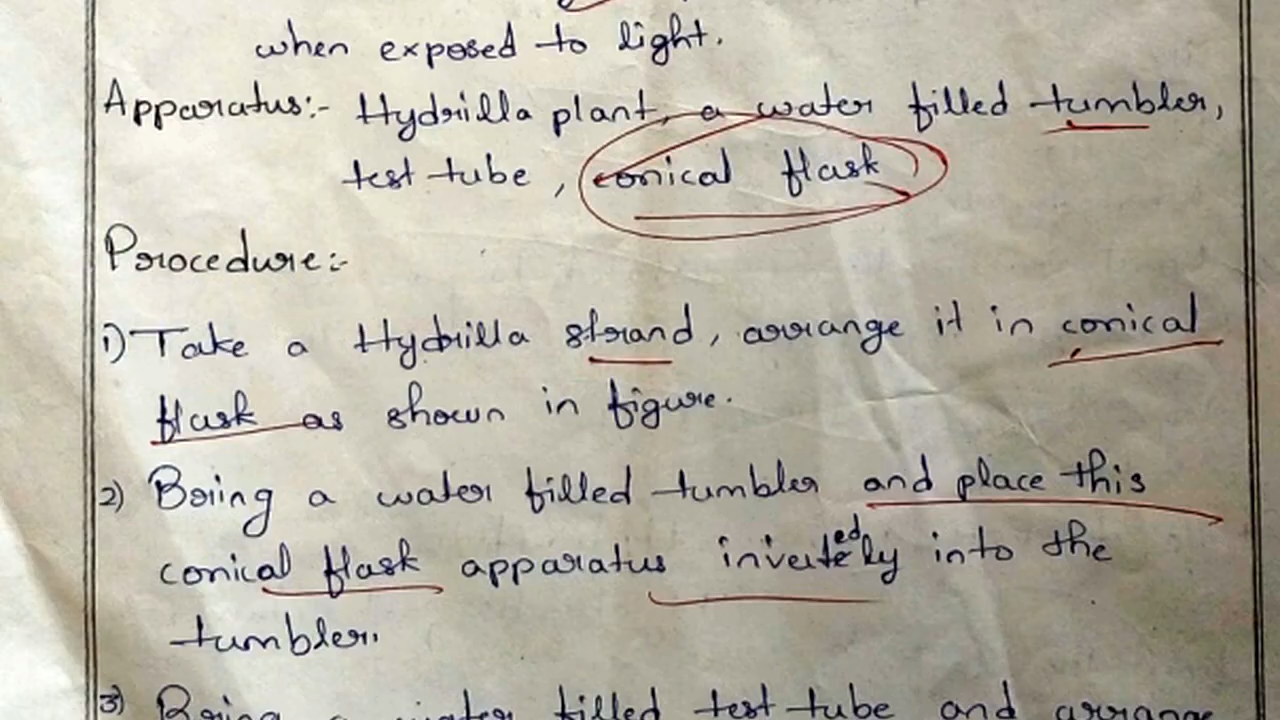 when exposed to light.
Apparatus:- Hydrilla plant, a water filled tumbler,
test tube, conical flask
Procedure:-
1) Take a Hydrilla strand, arrange it in conical
flask as shown in figure.
2) Bring a water filled tumbler and place this
conical flask apparatus invertedly into the
tumbler.
3) Bring a water filled test tube and arrange